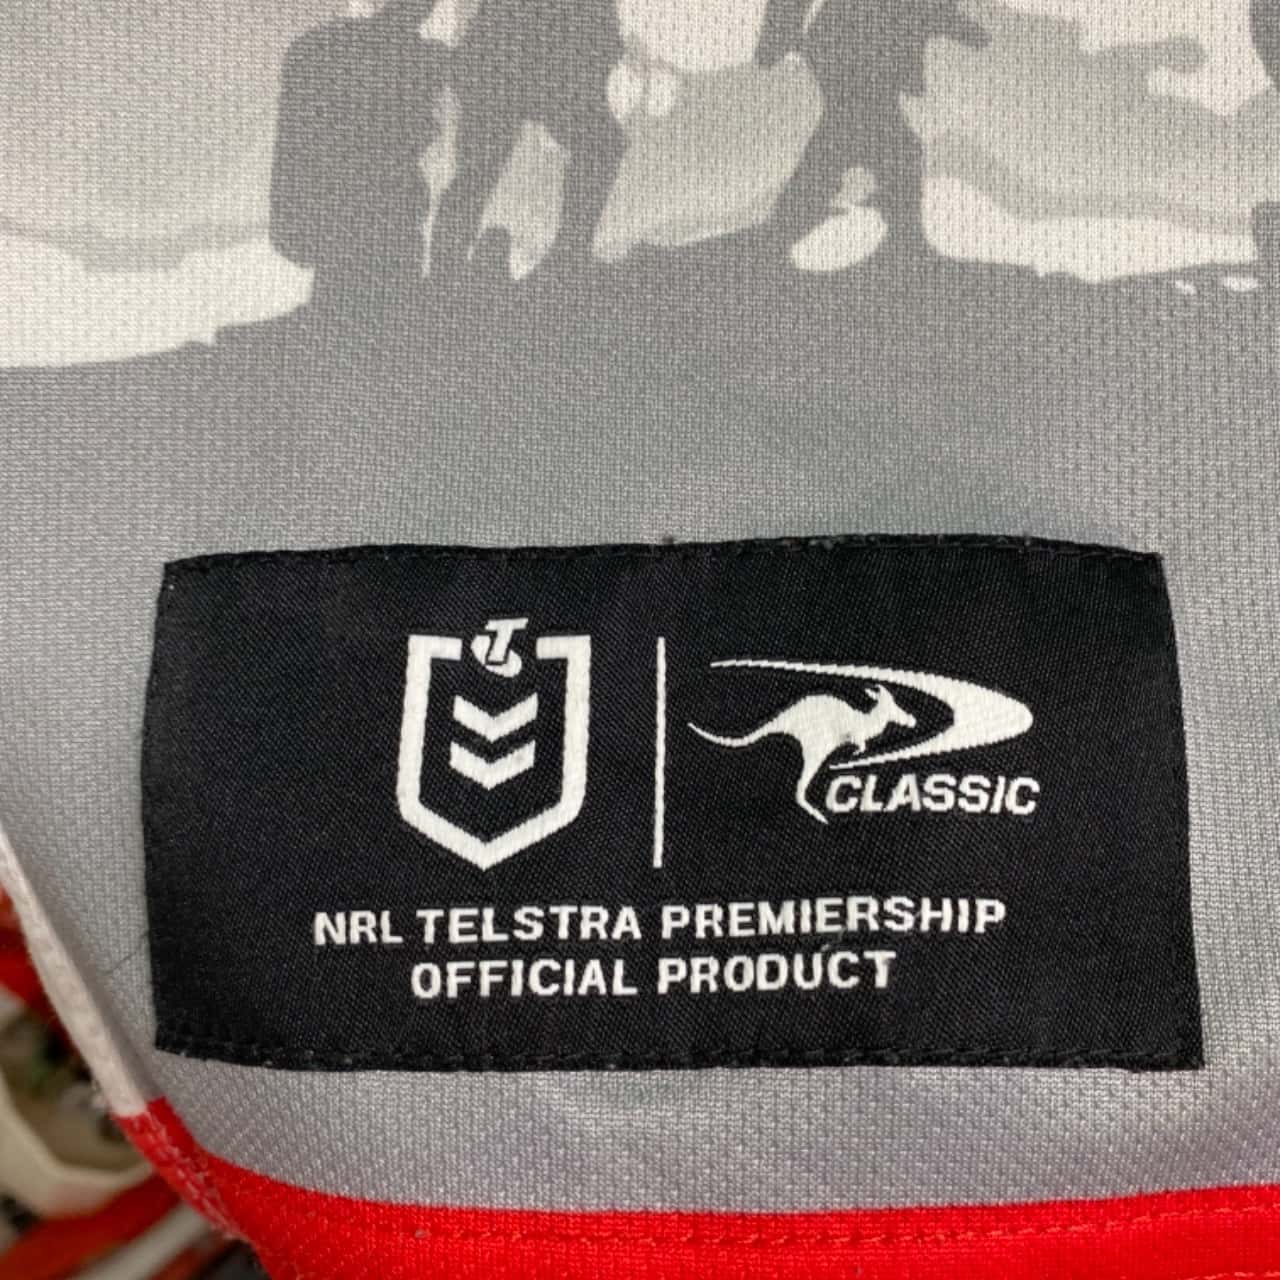 T
CLASSIC
NRL TELSTRA PREMIERSHIP
OFFICIAL PRODUCT